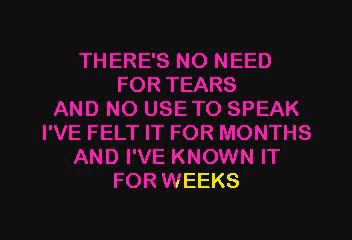 THERE'S NO NEED
FOR TEARS
AND NO USE TO SPEAK
I'VE FELT IT FOR MONTHS
AND I'VE KNOWN IT
FOR WEEKS